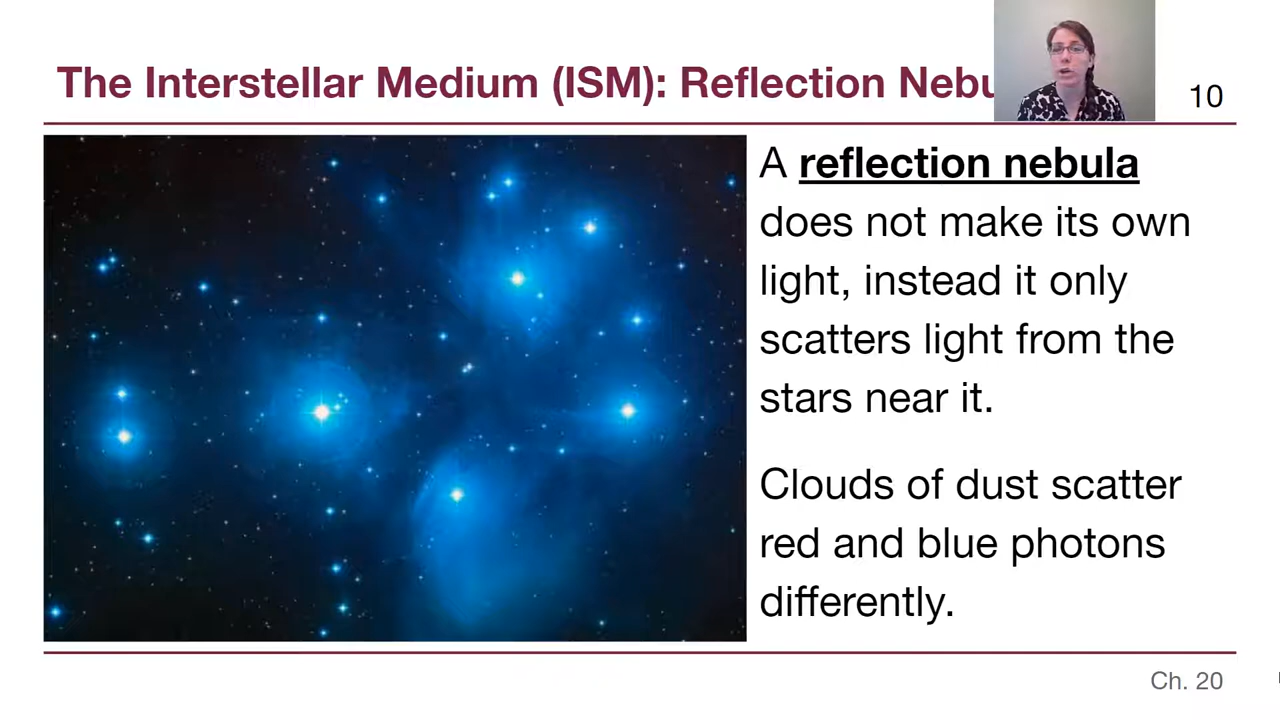 The Interstellar Medium (ISM): Reflection Nebu
10
A reflection nebula
does not make its own
light, instead it only
scatters light from the
stars near it.
Clouds of dust scatter
red and blue photons
differently.
Ch. 20